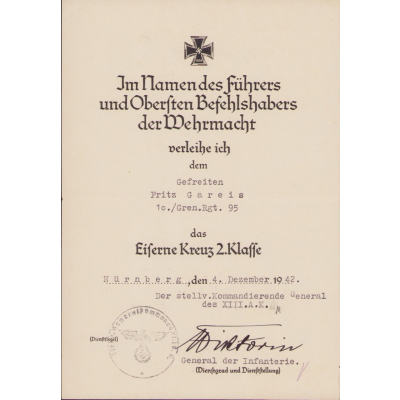 Im Namen des Führers
und Obersten Befehlshabers
der Wehrmacht
verleihe ich
dem
Gefreiten
Fritz Gareis
1o./Gren.Rgt. 95
das
Eiserne Kreuz 2.Klasse
Nürnberg, den 4. Dezember 1942.
Der stellv.Kommandierende General
des XIII.A.K.
(Dienstsiegel)
Wiktorin
General der Infanterie.
(Dienstgrad und Dienststellung)